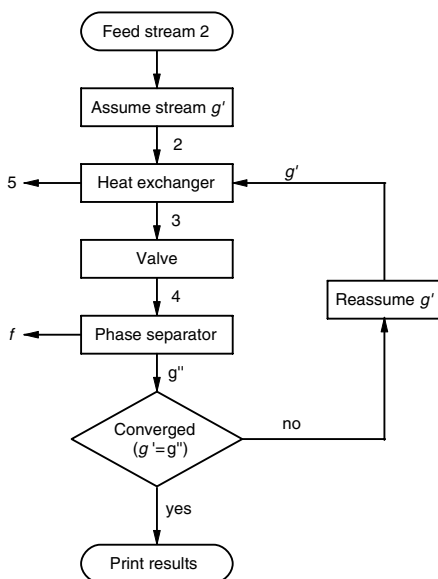 Feed stream 2
Assume stream g'
2
5
Heat exchanger
g'
3
Valve
4
Reassume g'
f
Phase separator
g"
Converged
(g'=g")
no
yes
Print results